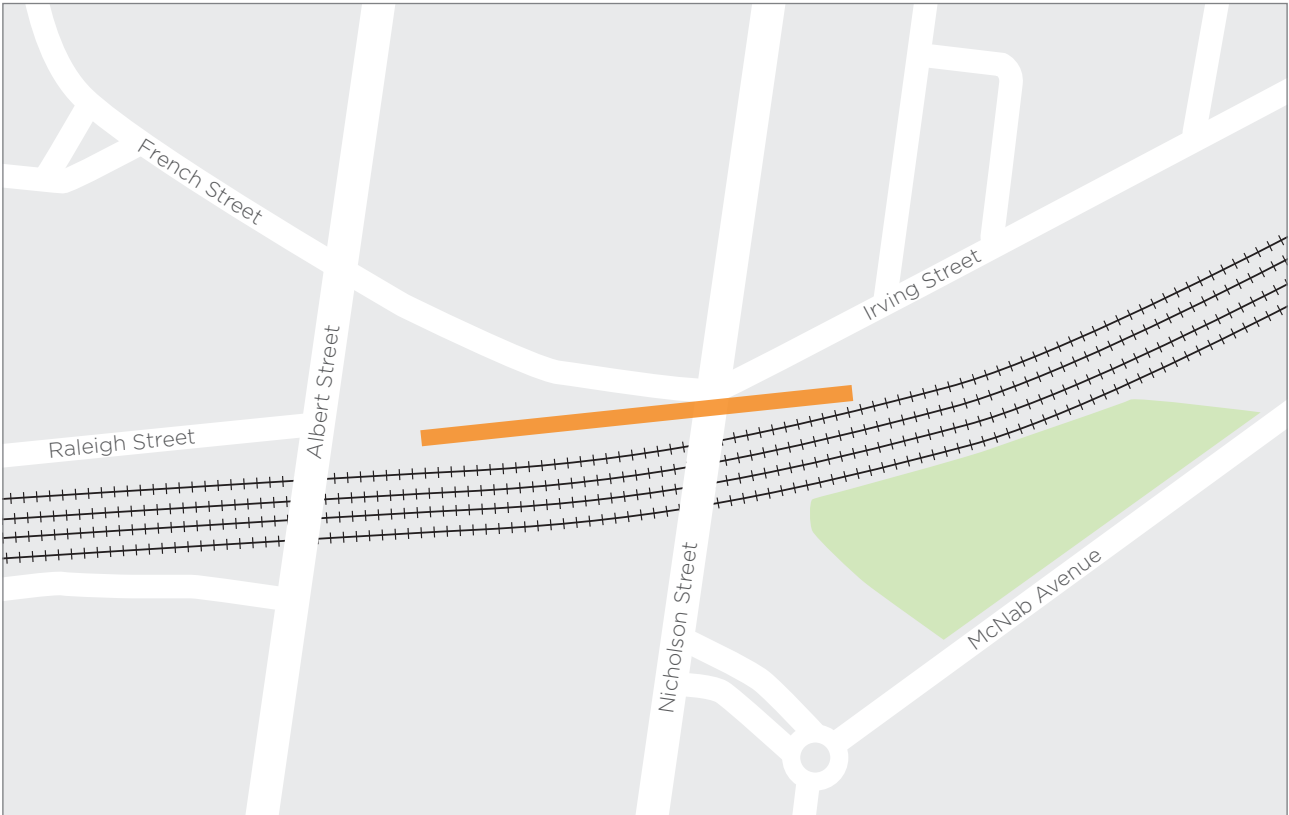 French Street
Irving Street
Albert Street
Raleigh Street
Nicholson Street
McNab Avenue